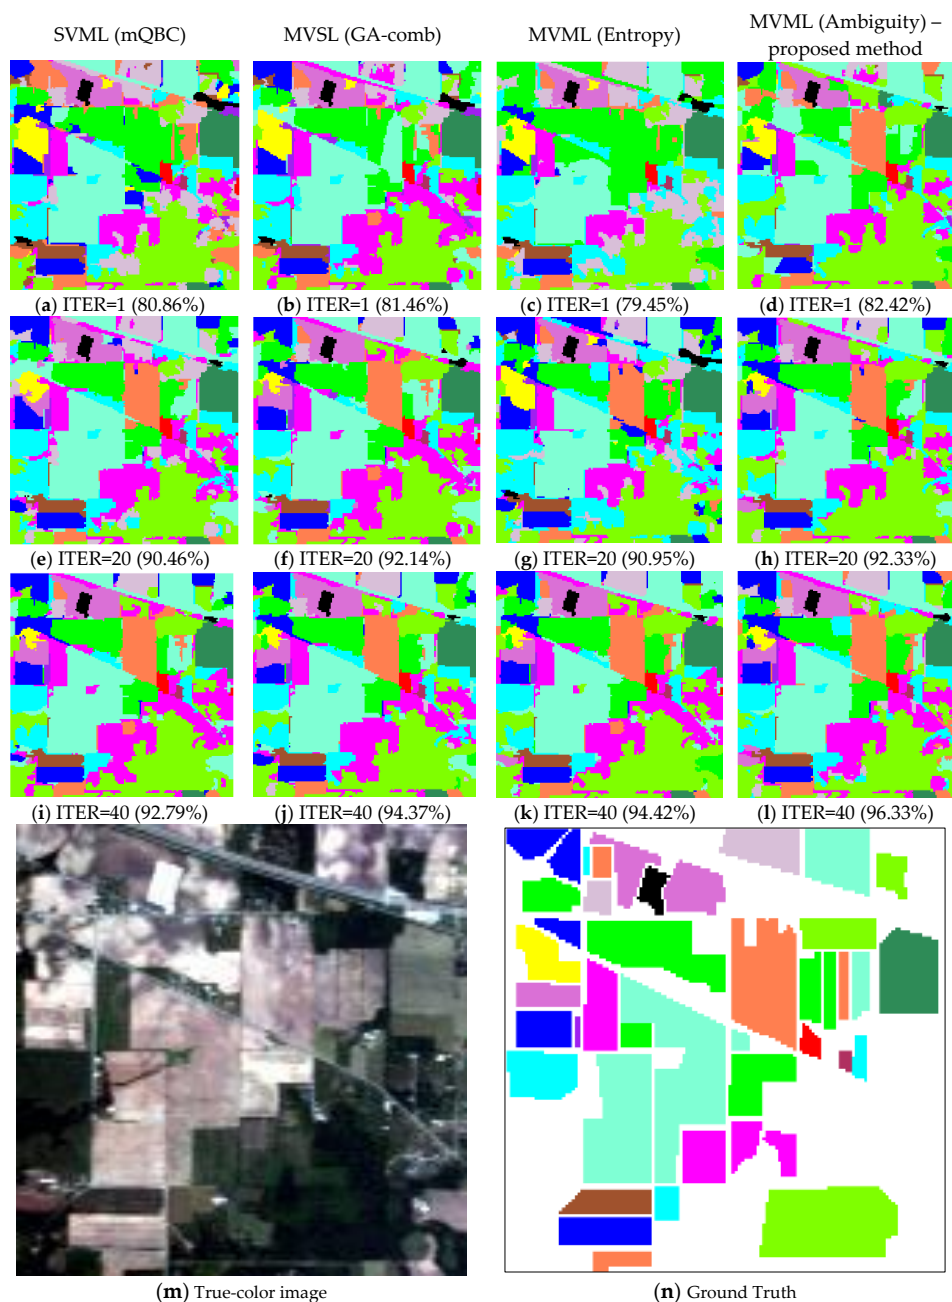 SVML (mQBC) MVSL (GA-comb) MVML (Entropy) MVML (Ambiguity) –
proposed method
(a) ITER=1 (80.86%) (b) ITER=1 (81.46%) (c) ITER=1 (79.45%) (d) ITER=1 (82.42%)
(e) ITER=20 (90.46%) (f) ITER=20 (92.14%) (g) ITER=20 (90.95%) (h) ITER=20 (92.33%)
(i) ITER=40 (92.79%) (j) ITER=40 (94.37%) (k) ITER=40 (94.42%) (l) ITER=40 (96.33%)
(m) True-color image (n) Ground Truth